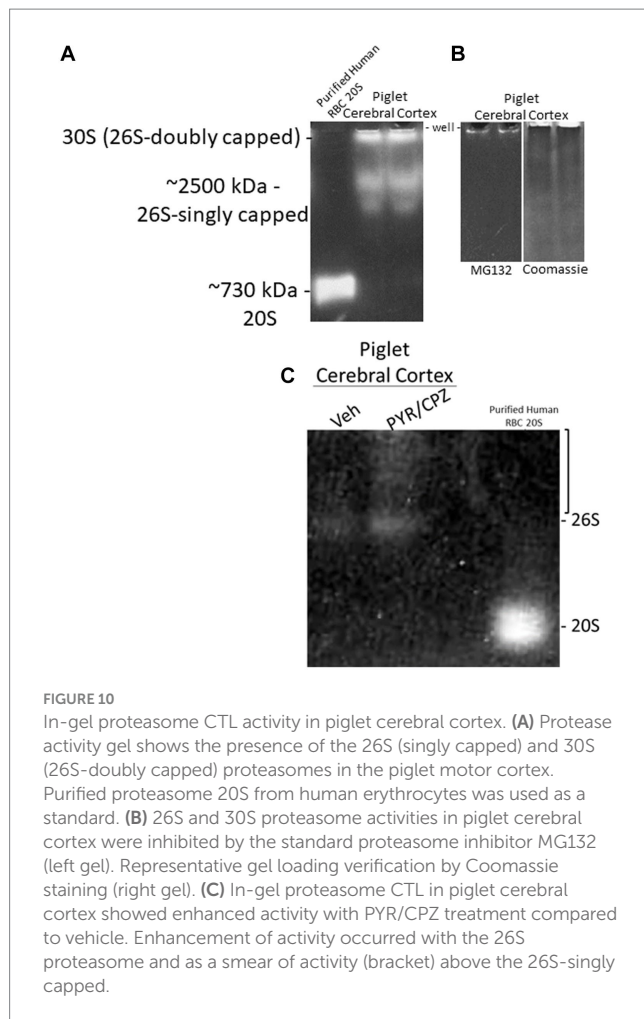 A
B
Purified Human
RBC 20S
Piglet
Cerebral Cortex
Piglet
Cerebral Cortex
30S (26S-doubly capped) -
- well -
~2500 kDa -
26S-singly capped
~730 kDa -
20S
MG132
Coomassie
Piglet
Cerebral Cortex
C
Veh
PYR/CPZ
Purified Human
RBC 20S
- 26S
- 20S
FIGURE 10
In-gel proteasome CTL activity in piglet cerebral cortex. (A) Protease
activity gel shows the presence of the 26S (singly capped) and 30S
(26S-doubly capped) proteasomes in the piglet motor cortex.
Purified proteasome 20S from human erythrocytes was used as a
standard. (B) 26S and 30S proteasome activities in piglet cerebral
cortex were inhibited by the standard proteasome inhibitor MG132
(left gel). Representative gel loading verification by Coomassie
staining (right gel). (C) In-gel proteasome CTL in piglet cerebral
cortex showed enhanced activity with PYR/CPZ treatment compared
to vehicle. Enhancement of activity occurred with the 26S
proteasome and as a smear of activity (bracket) above the 26S-singly
capped.